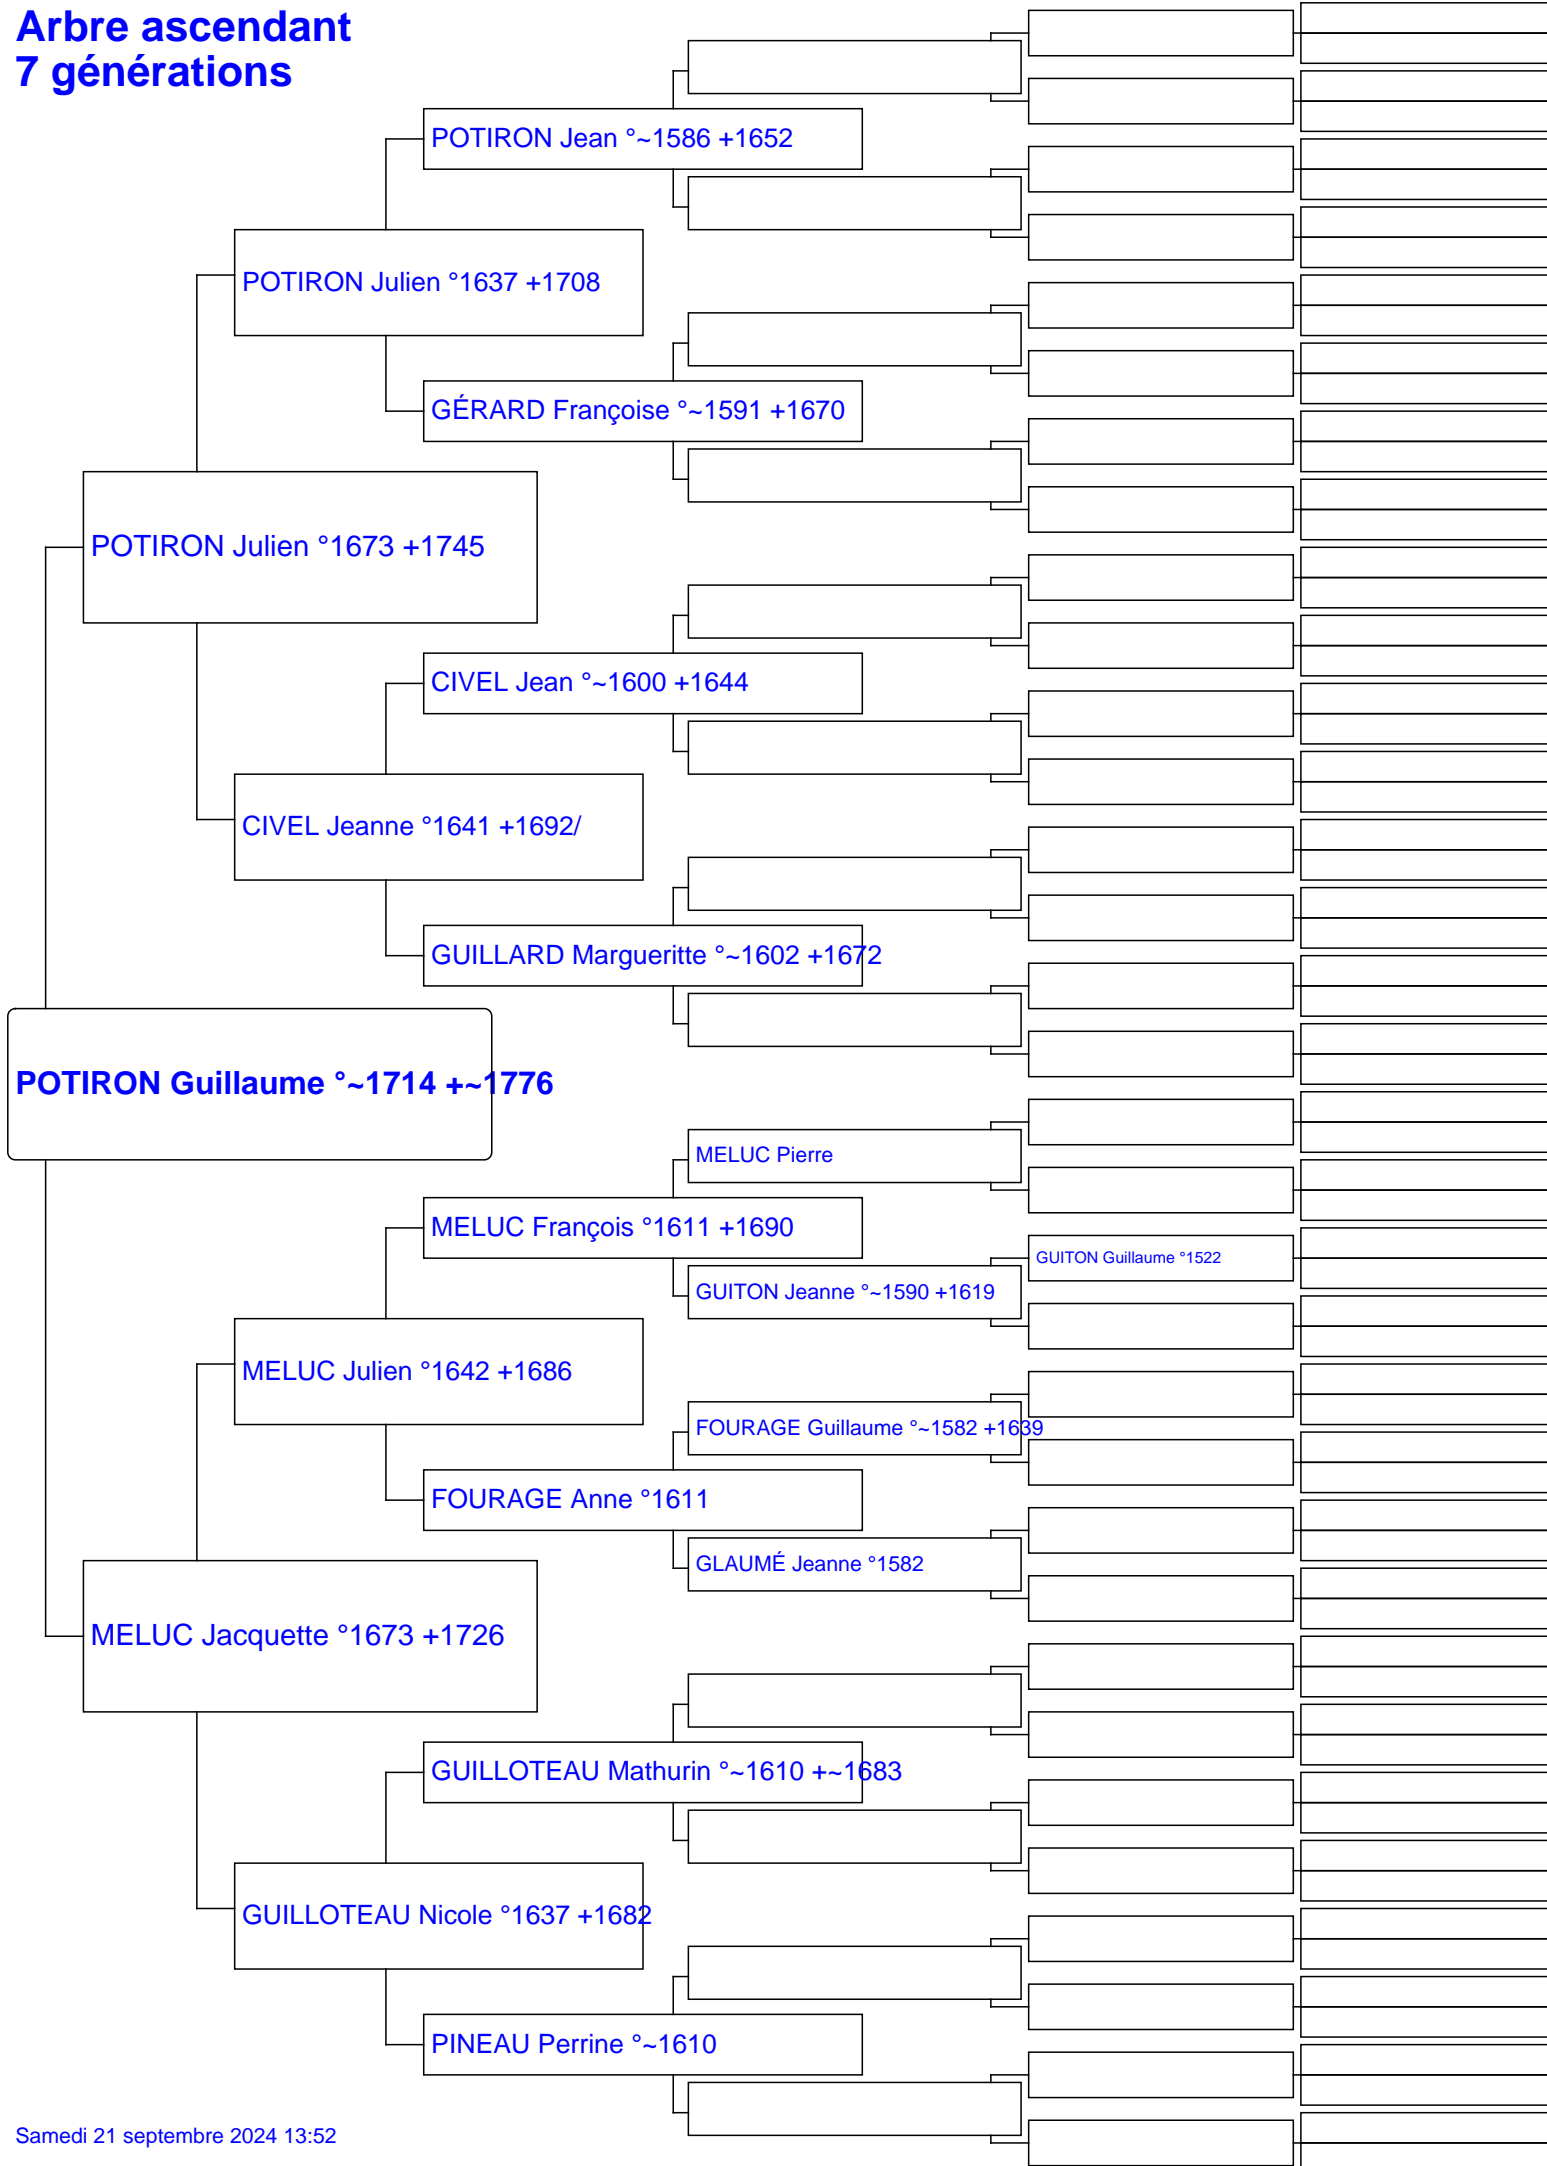 Arbre ascendant
7 générations
POTIRON Jean °~1586 +1652
POTIRON Julien °1637 +1708
GÉRARD Françoise °~1591 +1670
POTIRON Julien °1673 +1745
CIVEL Jean °~1600 +1644
CIVEL Jeanne °1641 +1692/
GUILLARD Margueritte °~1602 +1672
POTIRON Guillaume °~1714 +~1776
MELUC Pierre
MELUC François °1611 +1690
GUITON Guillaume °1522
GUITON Jeanne °~1590 +1619
MELUC Julien °1642 +1686
FOURAGE Guillaume °~1582 +1639
FOURAGE Anne °1611
GLAUMÉ Jeanne °1582
MELUC Jacquette °1673 +1726
GUILLOTEAU Mathurin °~1610 +~1683
GUILLOTEAU Nicole °1637 +1682
PINEAU Perrine °~1610
Samedi 21 septembre 2024 13:52